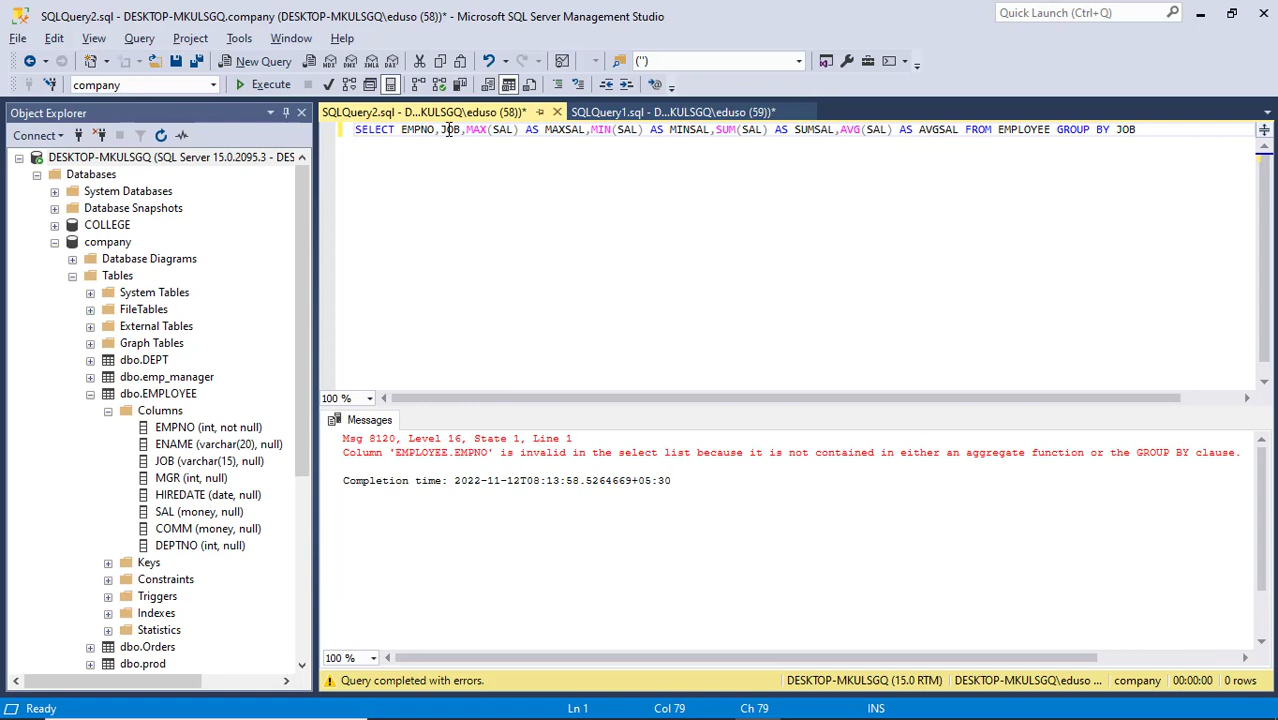 SQLQuery2.sql - DESKTOP-MKULSGQ.company (DESKTOP-MKULSGQ\eduso (58))* - Microsoft SQL Server Management Studio
Quick Launch (Ctrl+Q)
File Edit View Query Project Tools Window Help
New Query MDX DMX XMLA DAX (")
company Execute
Object Explorer
SQLQuery2.sql - D...KULSGQ\eduso (58))* SQLQuery1.sql - D...KULSGQ\eduso (59))*
Connect
SELECT EMPNO,JOB,MAX(SAL) AS MAXSAL,MIN(SAL) AS MINSAL,SUM(SAL) AS SUMSAL,AVG(SAL) AS AVGSAL FROM EMPLOYEE GROUP BY JOB
DESKTOP-MKULSGQ (SQL Server 15.0.2095.3 - DES
Databases
System Databases
Database Snapshots
COLLEGE
company
Database Diagrams
Tables
System Tables
FileTables
External Tables
Graph Tables
dbo.DEPT
dbo.emp_manager
dbo.EMPLOYEE
Columns
EMPNO (int, not null)
ENAME (varchar(20), null)
JOB (varchar(15), null)
MGR (int, null)
HIREDATE (date, null)
SAL (money, null)
COMM (money, null)
DEPTNO (int, null)
Keys
Constraints
Triggers
Indexes
Statistics
dbo.Orders
dbo.prod
100 %
Messages
Msg 8120, Level 16, State 1, Line 1
Column 'EMPLOYEE.EMPNO' is invalid in the select list because it is not contained in either an aggregate function or the GROUP BY clause.
Completion time: 2022-11-12T08:13:58.5264669+05:30
100 %
Query completed with errors. DESKTOP-MKULSGQ (15.0 RTM) DESKTOP-MKULSGQ\eduso ... company 00:00:00 0 rows
Ready Ln 1 Col 79 Ch 79 INS